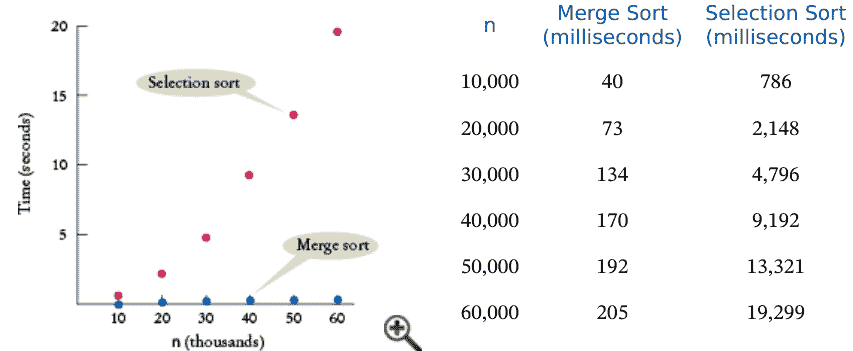 20
15
10
5
Time (seconds)
Selection sort
Merge sort
10 20 30 40 50 60
n (thousands)
n Merge Sort (milliseconds) Selection Sort (milliseconds)
10,000 40 786
20,000 73 2,148
30,000 134 4,796
40,000 170 9,192
50,000 192 13,321
60,000 205 19,299